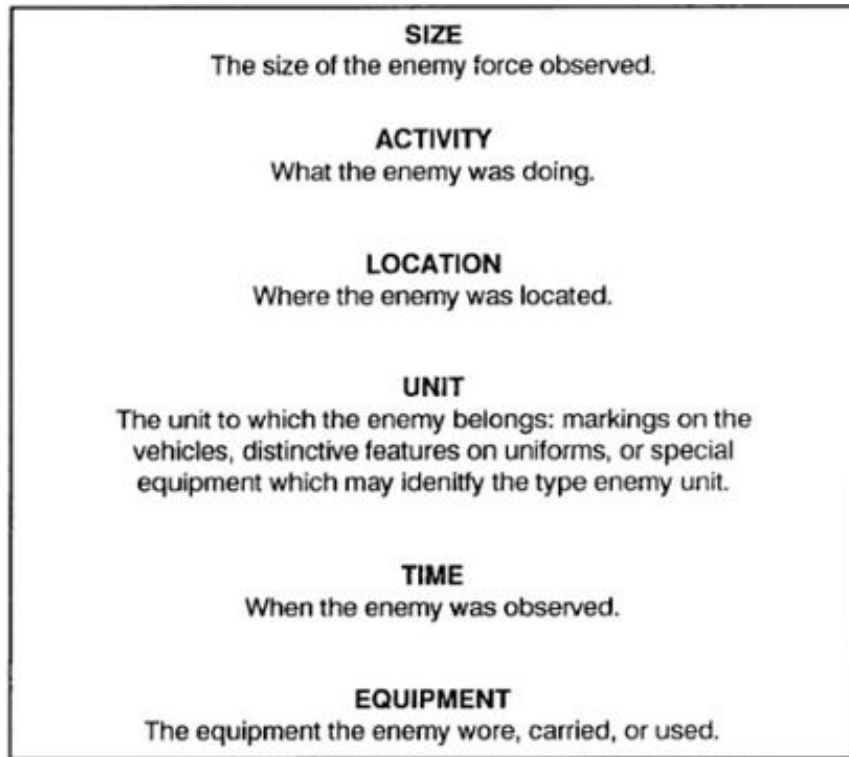 SIZE
The size of the enemy force observed.
ACTIVITY
What the enemy was doing.
LOCATION
Where the enemy was located.
UNIT
The unit to which the enemy belongs: markings on the
vehicles, distinctive features on uniforms, or special
equipment which may idenitfy the type enemy unit.
TIME
When the enemy was observed.
EQUIPMENT
The equipment the enemy wore, carried, or used.